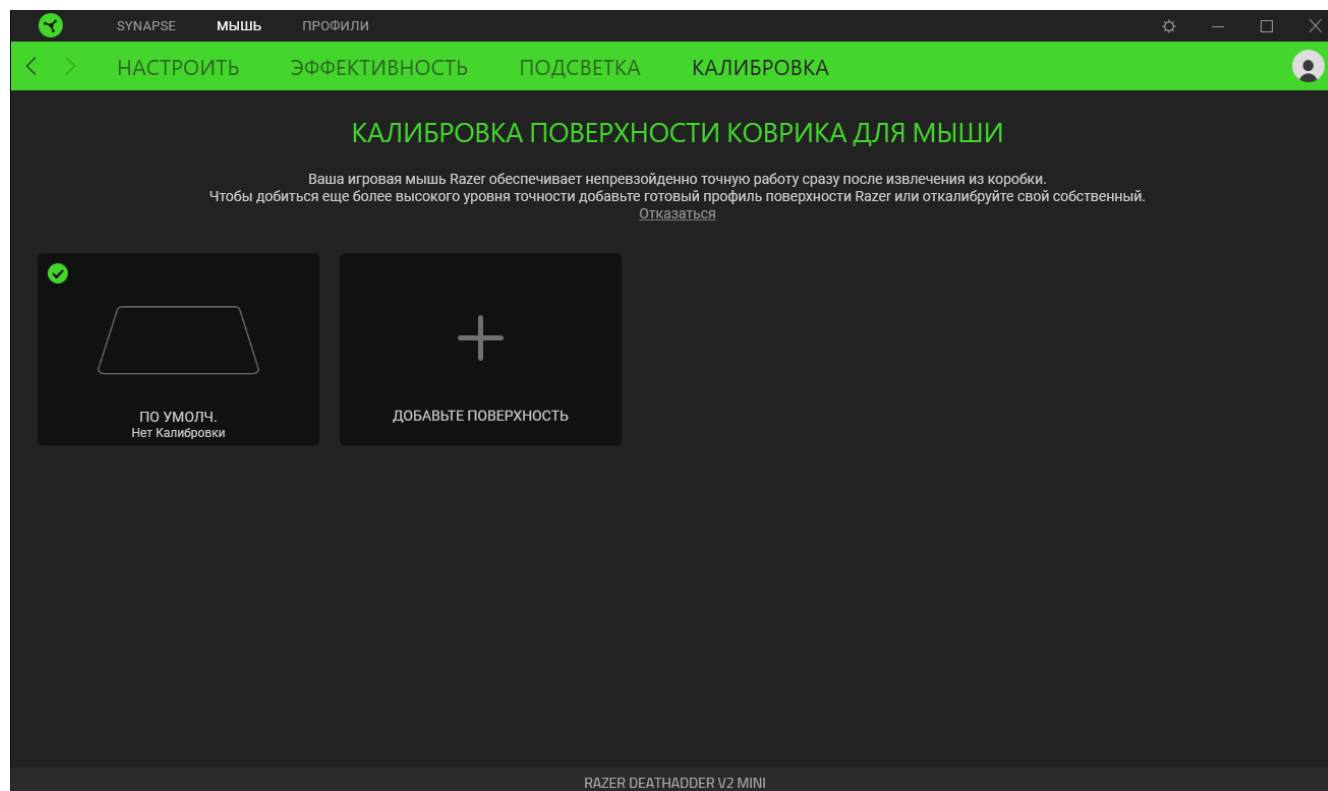 SYNAPSE МЫШЬ ПРОФИЛИ
НАСТРОИТЬ ЭФФЕКТИВНОСТЬ ПОДСВЕТКА КАЛИБРОВКА
КАЛИБРОВКА ПОВЕРХНОСТИ КОВРИКА ДЛЯ МЫШИ
Ваша игровая мышь Razer обеспечивает непревзойденно точную работу сразу после извлечения из коробки.
Чтобы добиться еще более высокого уровня точности добавьте готовый профиль поверхности Razer или откалибруйте свой собственный.
Отказаться
ПО УМОЛЧ.
Нет Калибровки
ДОБАВЬТЕ ПОВЕРХНОСТЬ
RAZER DEATHADDER V2 MINI